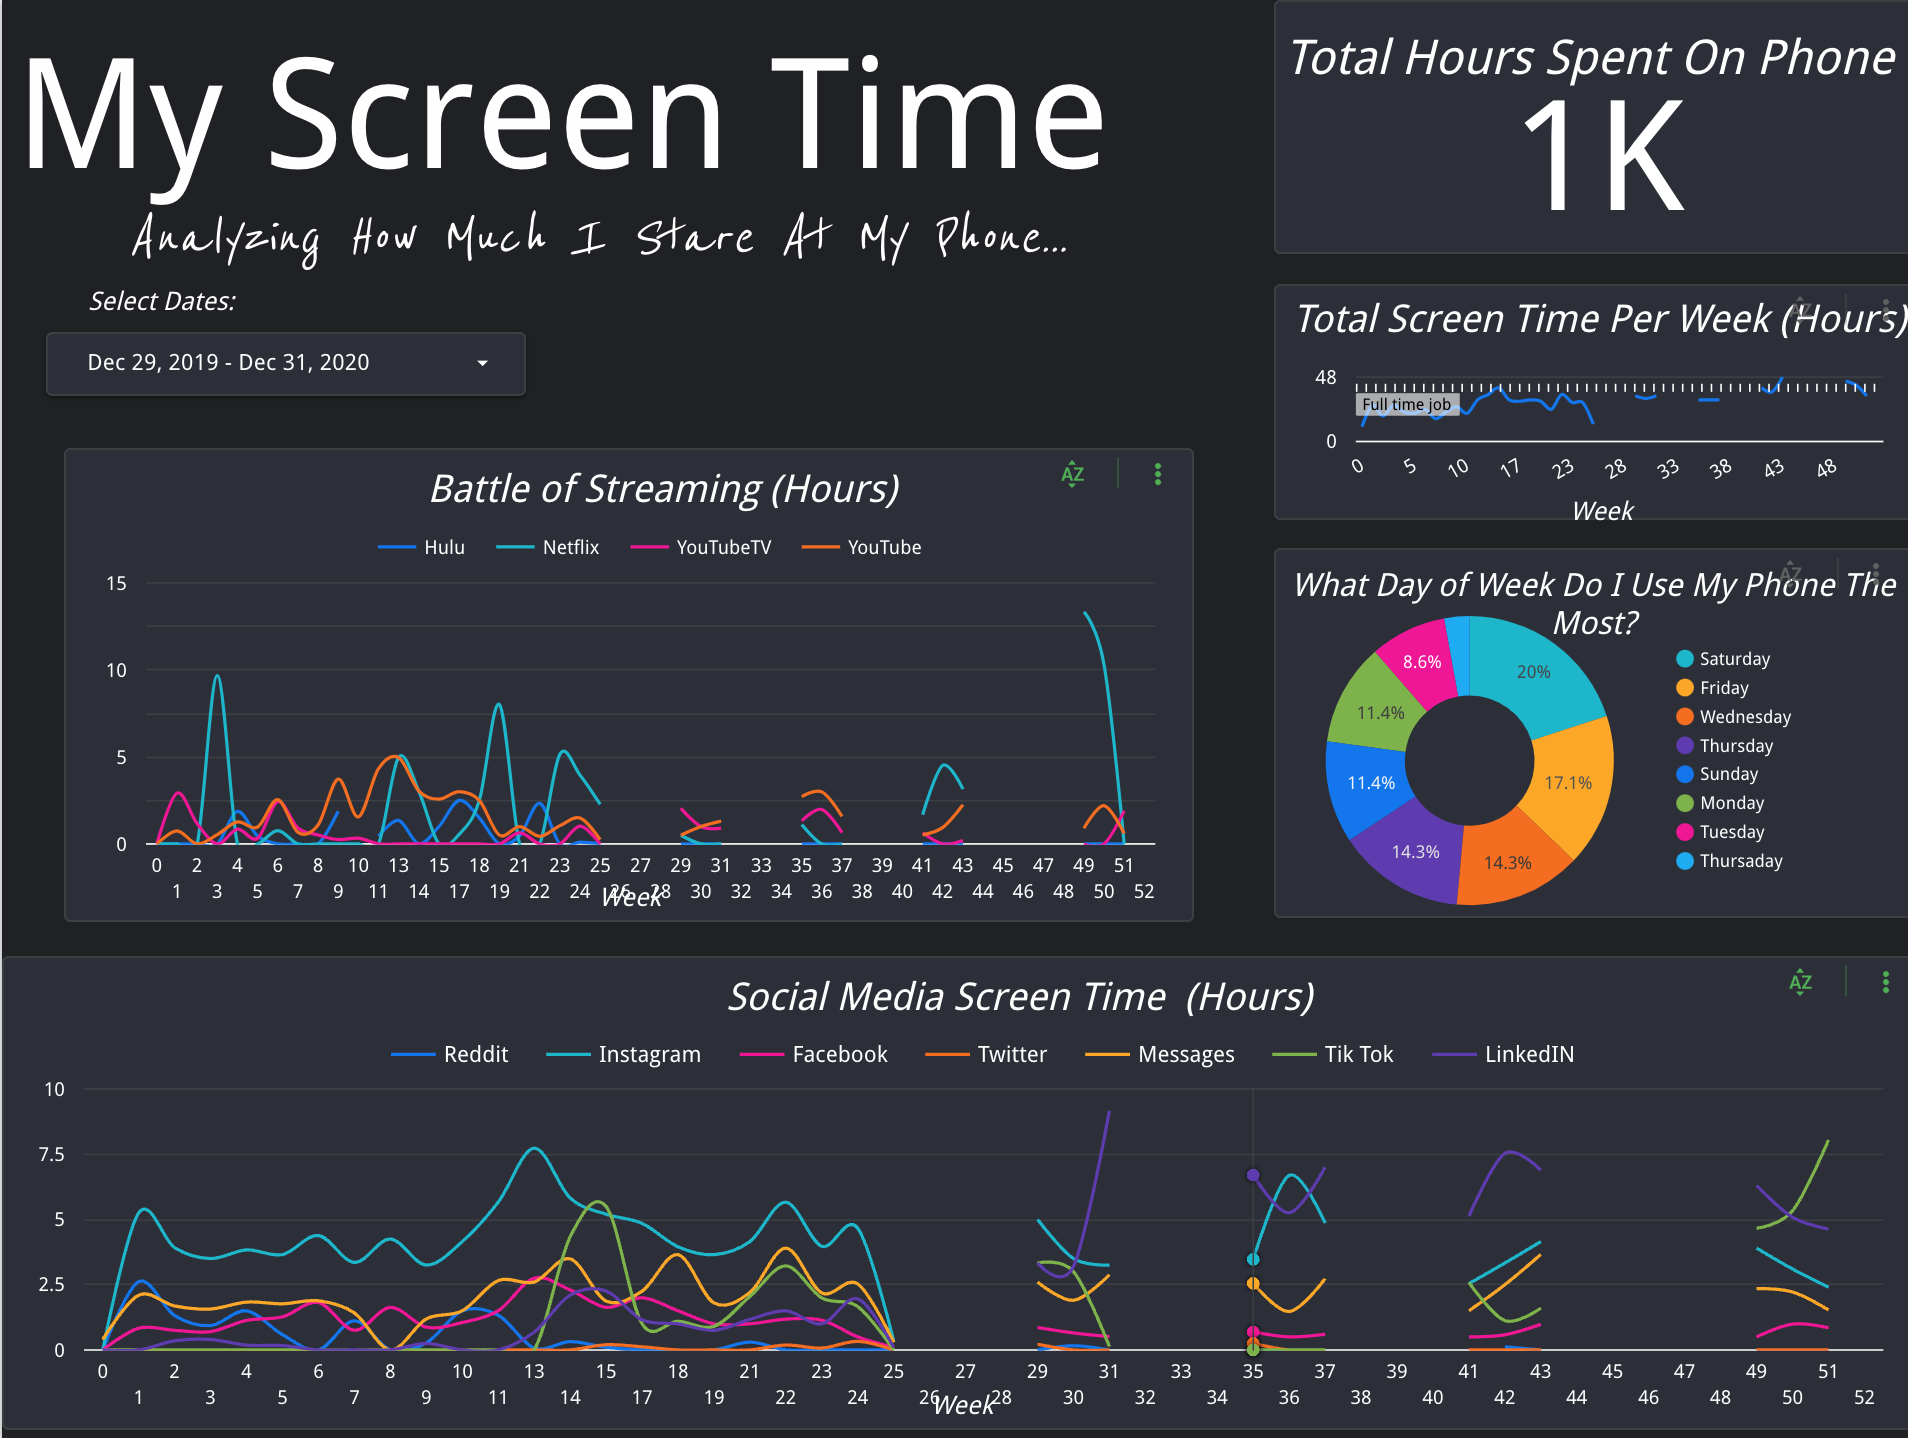 My Screen Time
Analyzing How Much I Stare At My Phone...
Select Dates:
Dec 29, 2019 - Dec 31, 2020
Total Hours Spent On Phone
1K
Total Screen Time Per Week (Hours)
AZ
48
Full time job
0
0 5 10 17 23 28 33 38 43 48
Week
Battle of Streaming (Hours)
AZ
Hulu Netflix YouTubeTV YouTube
15
10
5
0
0 2 4 6 8 10 13 15 18 21 23 25 27 29 31 33 35 37 39 41 43 45 47 49 51
1 3 5 7 9 11 14 17 19 22 24 26 28 30 32 34 36 38 40 42 44 46 48 50 52
Week
What Day of Week Do I Use My Phone The
Most?
AZ
20%
17.1%
14.3%
14.3%
11.4%
11.4%
8.6%
Saturday
Friday
Wednesday
Thursday
Sunday
Monday
Tuesday
Thursaday
Social Media Screen Time (Hours)
AZ
Reddit Instagram Facebook Twitter Messages Tik Tok LinkedIN
10
7.5
5
2.5
0
0 2 4 6 8 10 13 15 18 21 23 25 27 29 31 33 35 37 39 41 43 45 47 49 51
1 3 5 7 9 11 14 17 19 22 24 26 28 30 32 34 36 38 40 42 44 46 48 50 52
Week